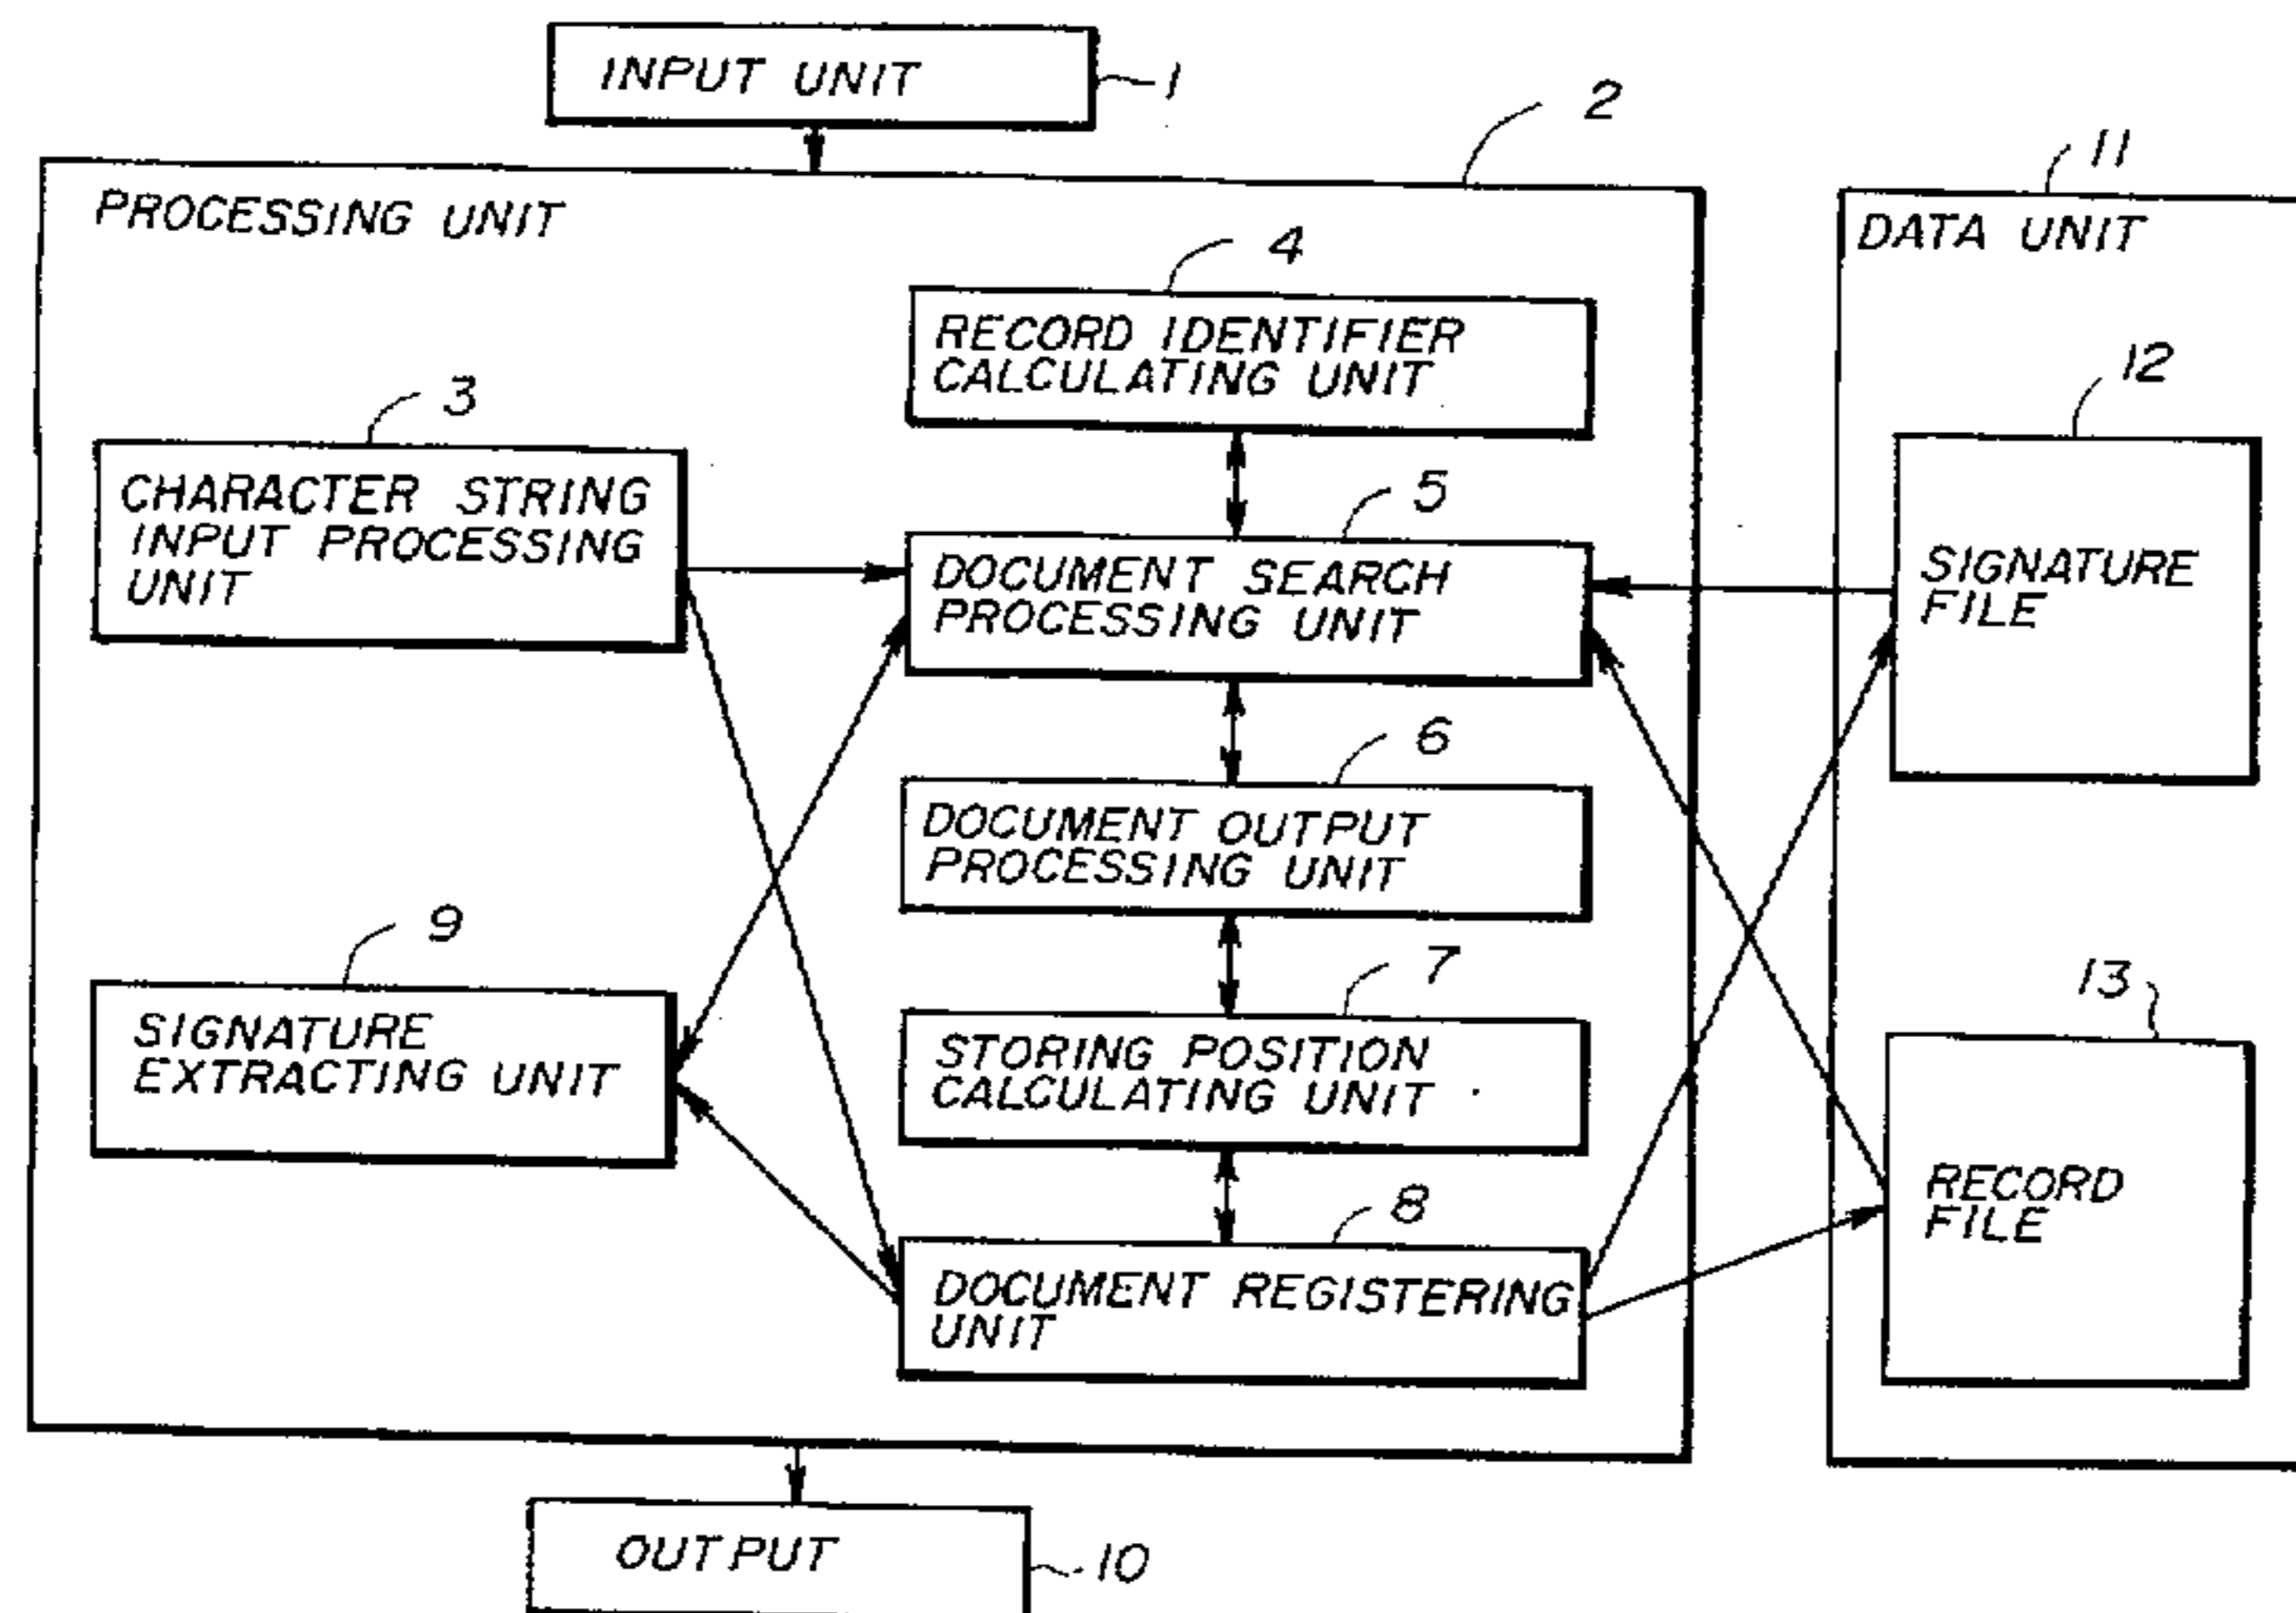 INPUT UNIT
1
2
PROCESSING UNIT
11
DATA UNIT
4
RECORD IDENTIFIER
CALCULATING UNIT
12
3
CHARACTER STRING
INPUT PROCESSING
UNIT
5
DOCUMENT SEARCH
PROCESSING UNIT
SIGNATURE
FILE
6
DOCUMENT OUTPUT
PROCESSING UNIT
9
SIGNATURE
EXTRACTING UNIT
7
STORING POSITION
CALCULATING UNIT
13
RECORD
FILE
8
DOCUMENT REGISTERING
UNIT
OUTPUT
10